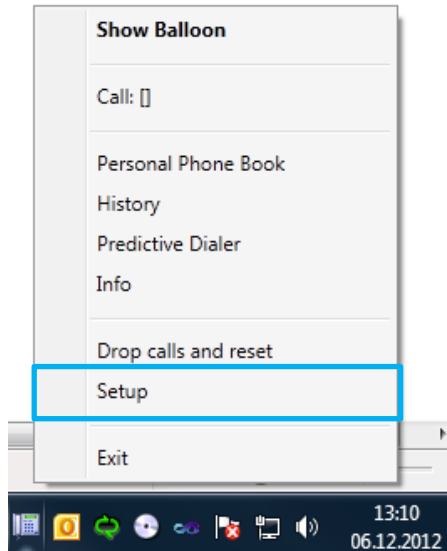 Show Balloon
Call: []
Personal Phone Book
History
Predictive Dialer
Info
Drop calls and reset
Setup
Exit
13:10
06.12.2012